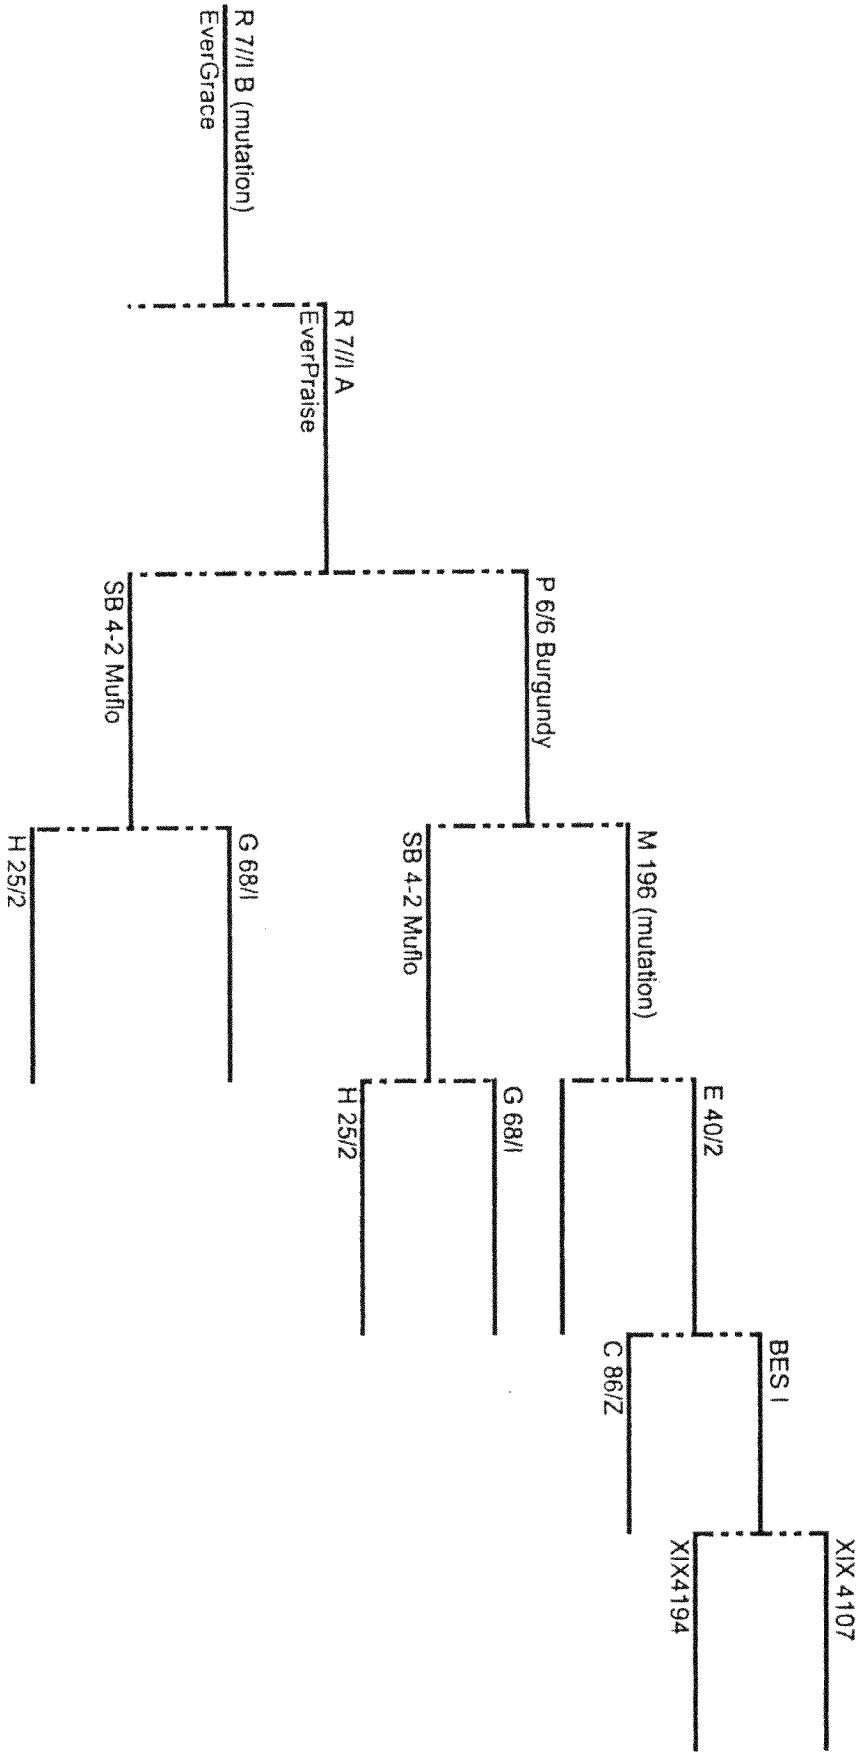 R 7//I B (mutation)
EverGrace
R 7//I A
EverPraise
P 6/6 Burgundy
SB 4-2 Muflo
M 196 (mutation)
SB 4-2 Muflo
G 68/I
H 25/2
E 40/2
G 68/I
H 25/2
BES I
C 86/Z
XIX 4107
XIX4194